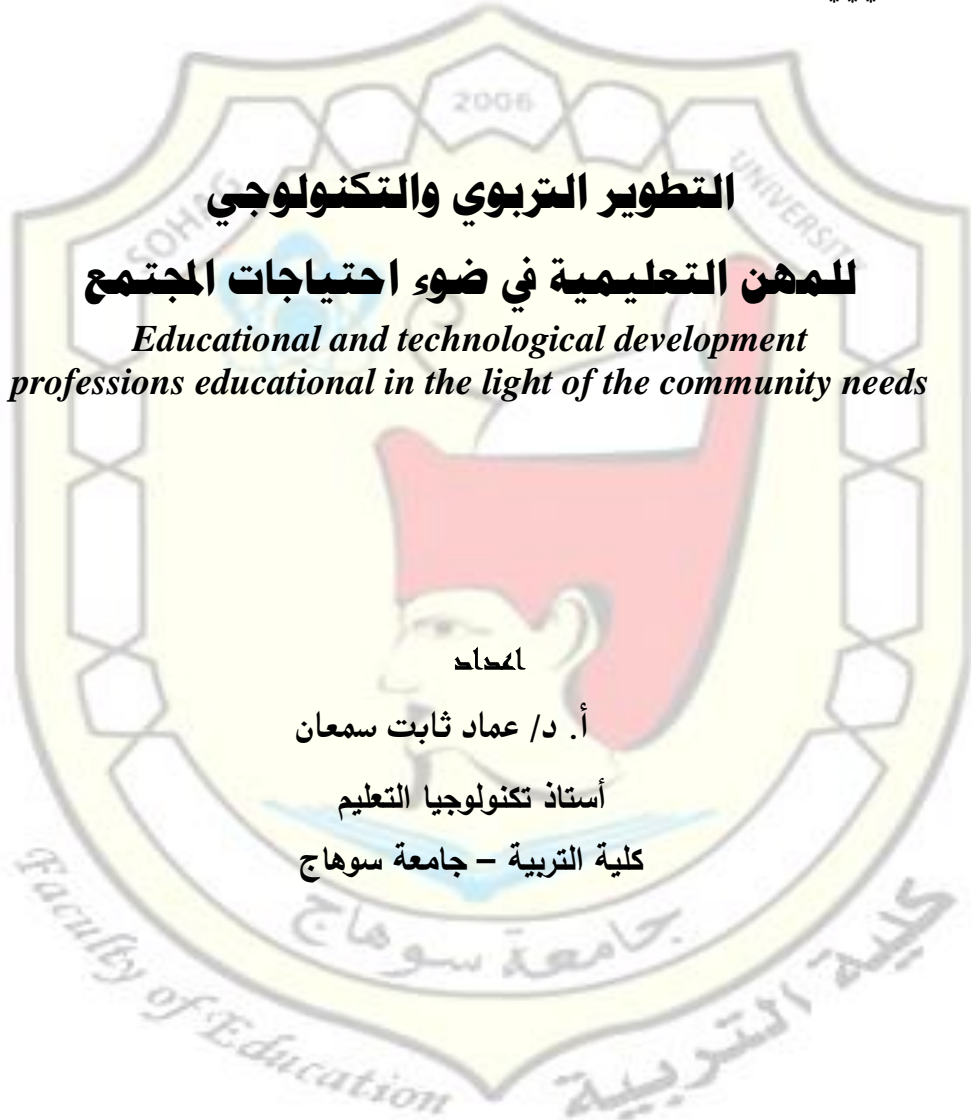 2006
SOHAG UNIVERSITY
التطوير التربوي والتكنولوجي
للمهن التعليمية في ضوء احتياجات المجتمع
Educational and technological development
professions educational in the light of the community needs
اعداد
أ. د/ عماد ثابت سمعان
أستاذ تكنولوجيا التعليم
كلية التربية – جامعة سوهاج
جامعة سوهاج
Faculty of Education
كلية التربية